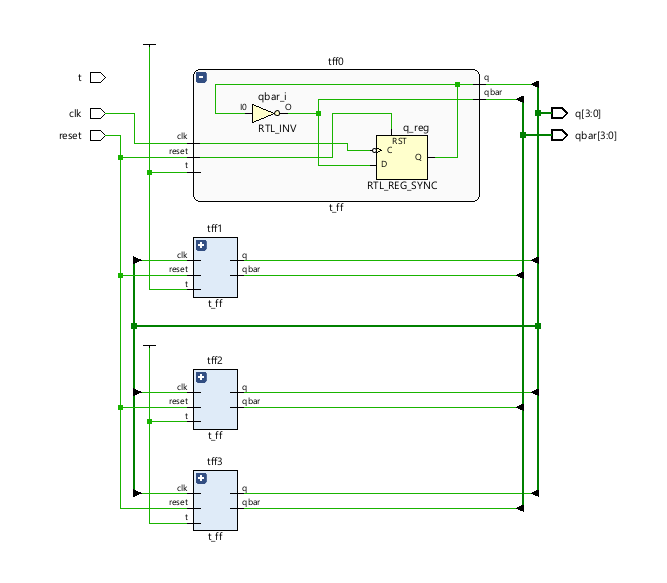 tff0
q
qbar
t
clk
reset
qbar_i
I0
O
RTL_INV
q_reg
RST
C
D
Q
RTL_REG_SYNC
clk
reset
t
t_ff
q[3:0]
qbar[3:0]
tff1
clk
reset
t
q
qbar
t_ff
tff2
clk
reset
t
q
qbar
t_ff
tff3
clk
reset
t
q
qbar
t_ff